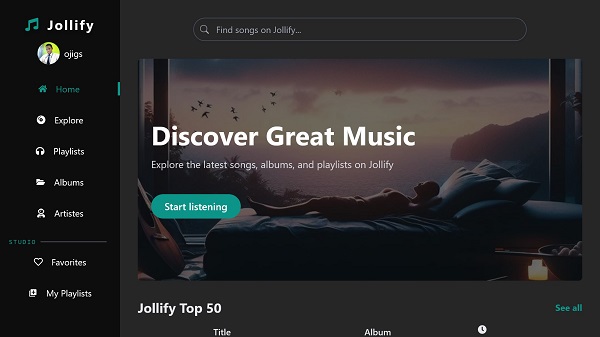 Jollify
ojigs
Home
Explore
Playlists
Albums
Artistes
STUDIO
Favorites
My Playlists
Find songs on Jollify...
Discover Great Music
Explore the latest songs, albums, and playlists on Jollify
Start listening
Jollify Top 50
See all
Title Album